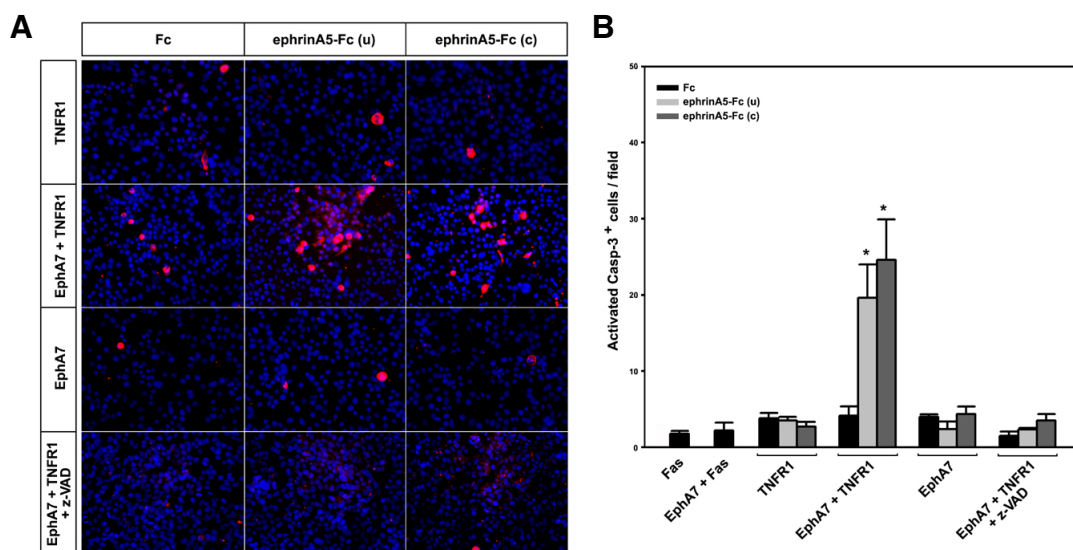 A
Fc
ephrinA5-Fc (u)
ephrinA5-Fc (c)
TNFR1
EphA7 + TNFR1
EphA7
EphA7 + TNFR1
+ z-VAD
B
Activated Casp-3 + cells / field
50
40
30
20
10
0
Fc
ephrinA5-Fc (u)
ephrinA5-Fc (c)
*
*
Fas
EphA7 + Fas
TNFR1
EphA7 + TNFR1
EphA7
EphA7 + TNFR1
+ z-VAD